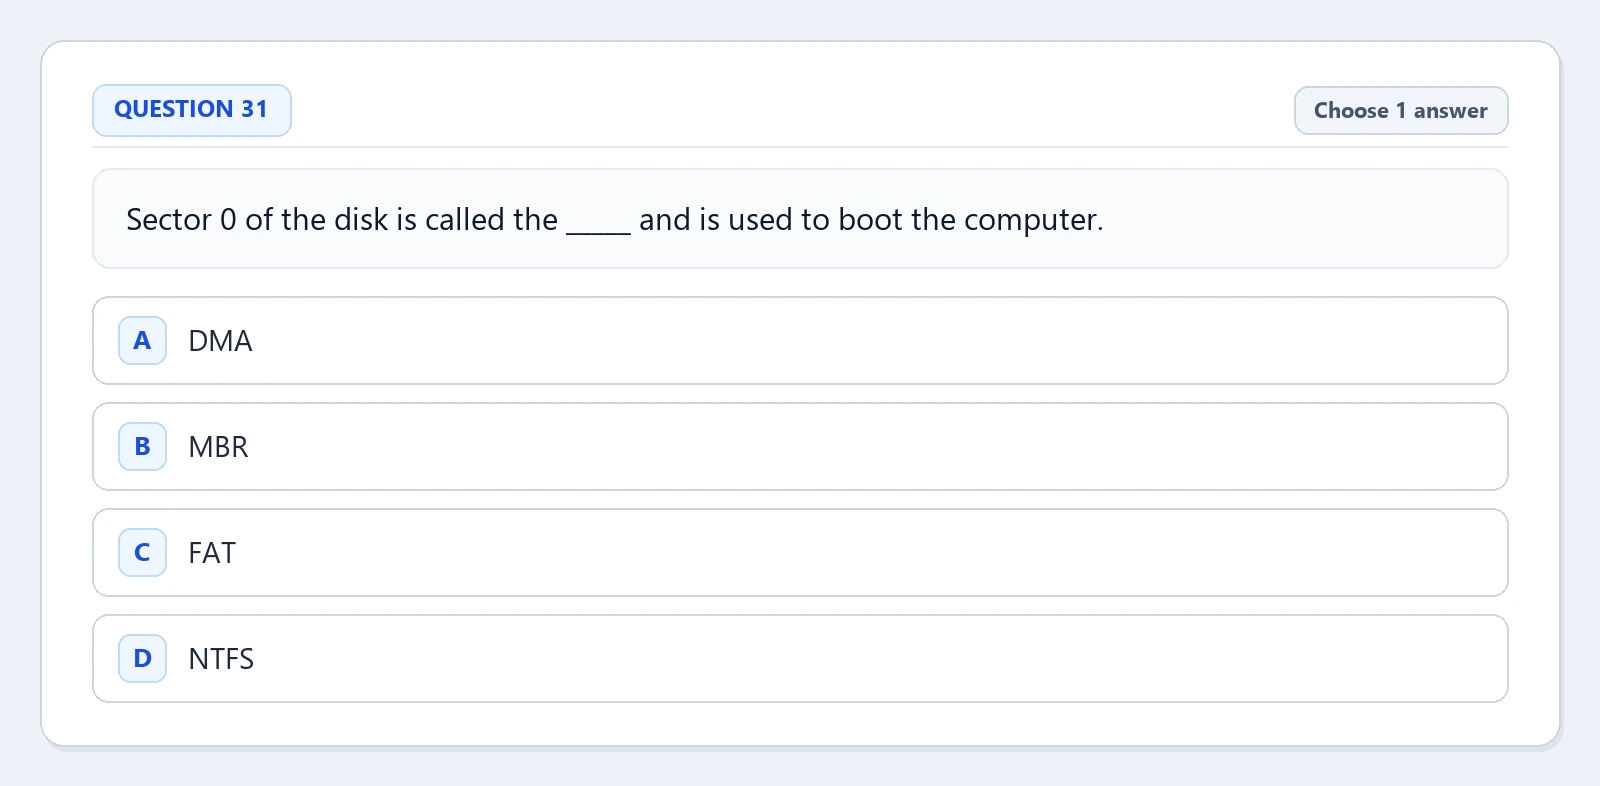 QUESTION 31
Choose 1 answer
Sector 0 of the disk is called the _____ and is used to boot the computer.
A DMA
B MBR
C FAT
D NTFS